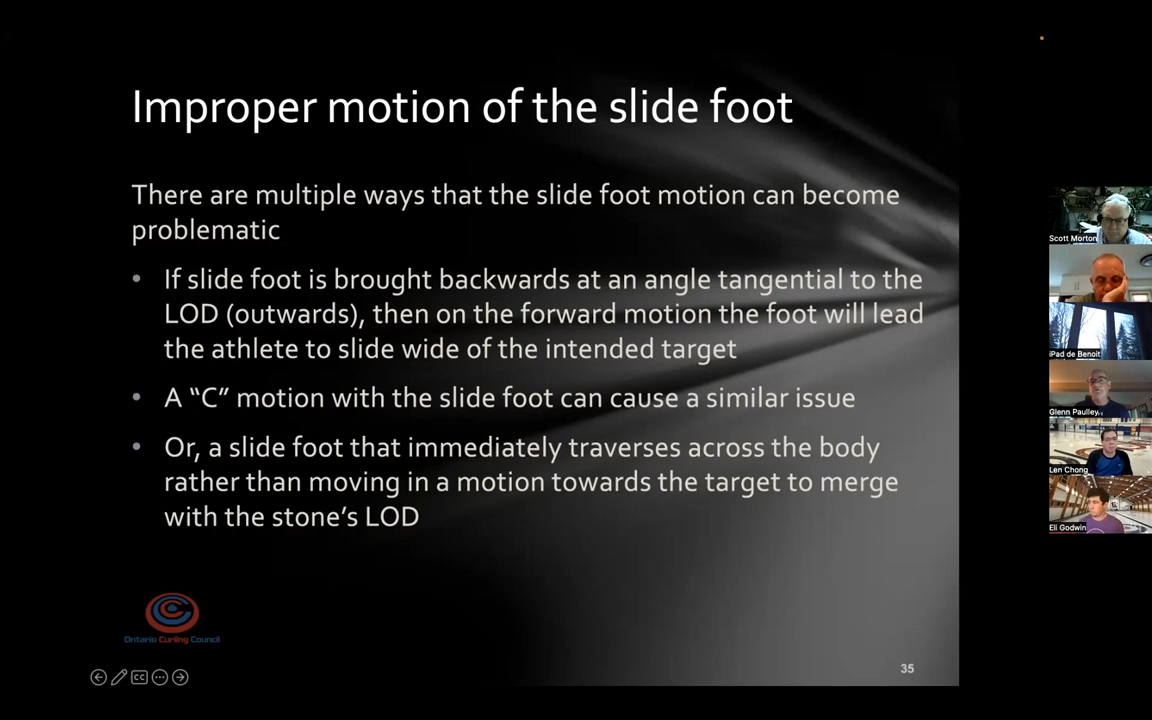 Improper motion of the slide foot
There are multiple ways that the slide foot motion can become
problematic
• If slide foot is brought backwards at an angle tangential to the
LOD (outwards), then on the forward motion the foot will lead
the athlete to slide wide of the intended target
• A “C” motion with the slide foot can cause a similar issue
• Or, a slide foot that immediately traverses across the body
rather than moving in a motion towards the target to merge
with the stone’s LOD
Ontario Curling Council
35
CC
Scott Morton
iPad de Benoit
Glenn Paulley
Len Chong
Eli Godwin